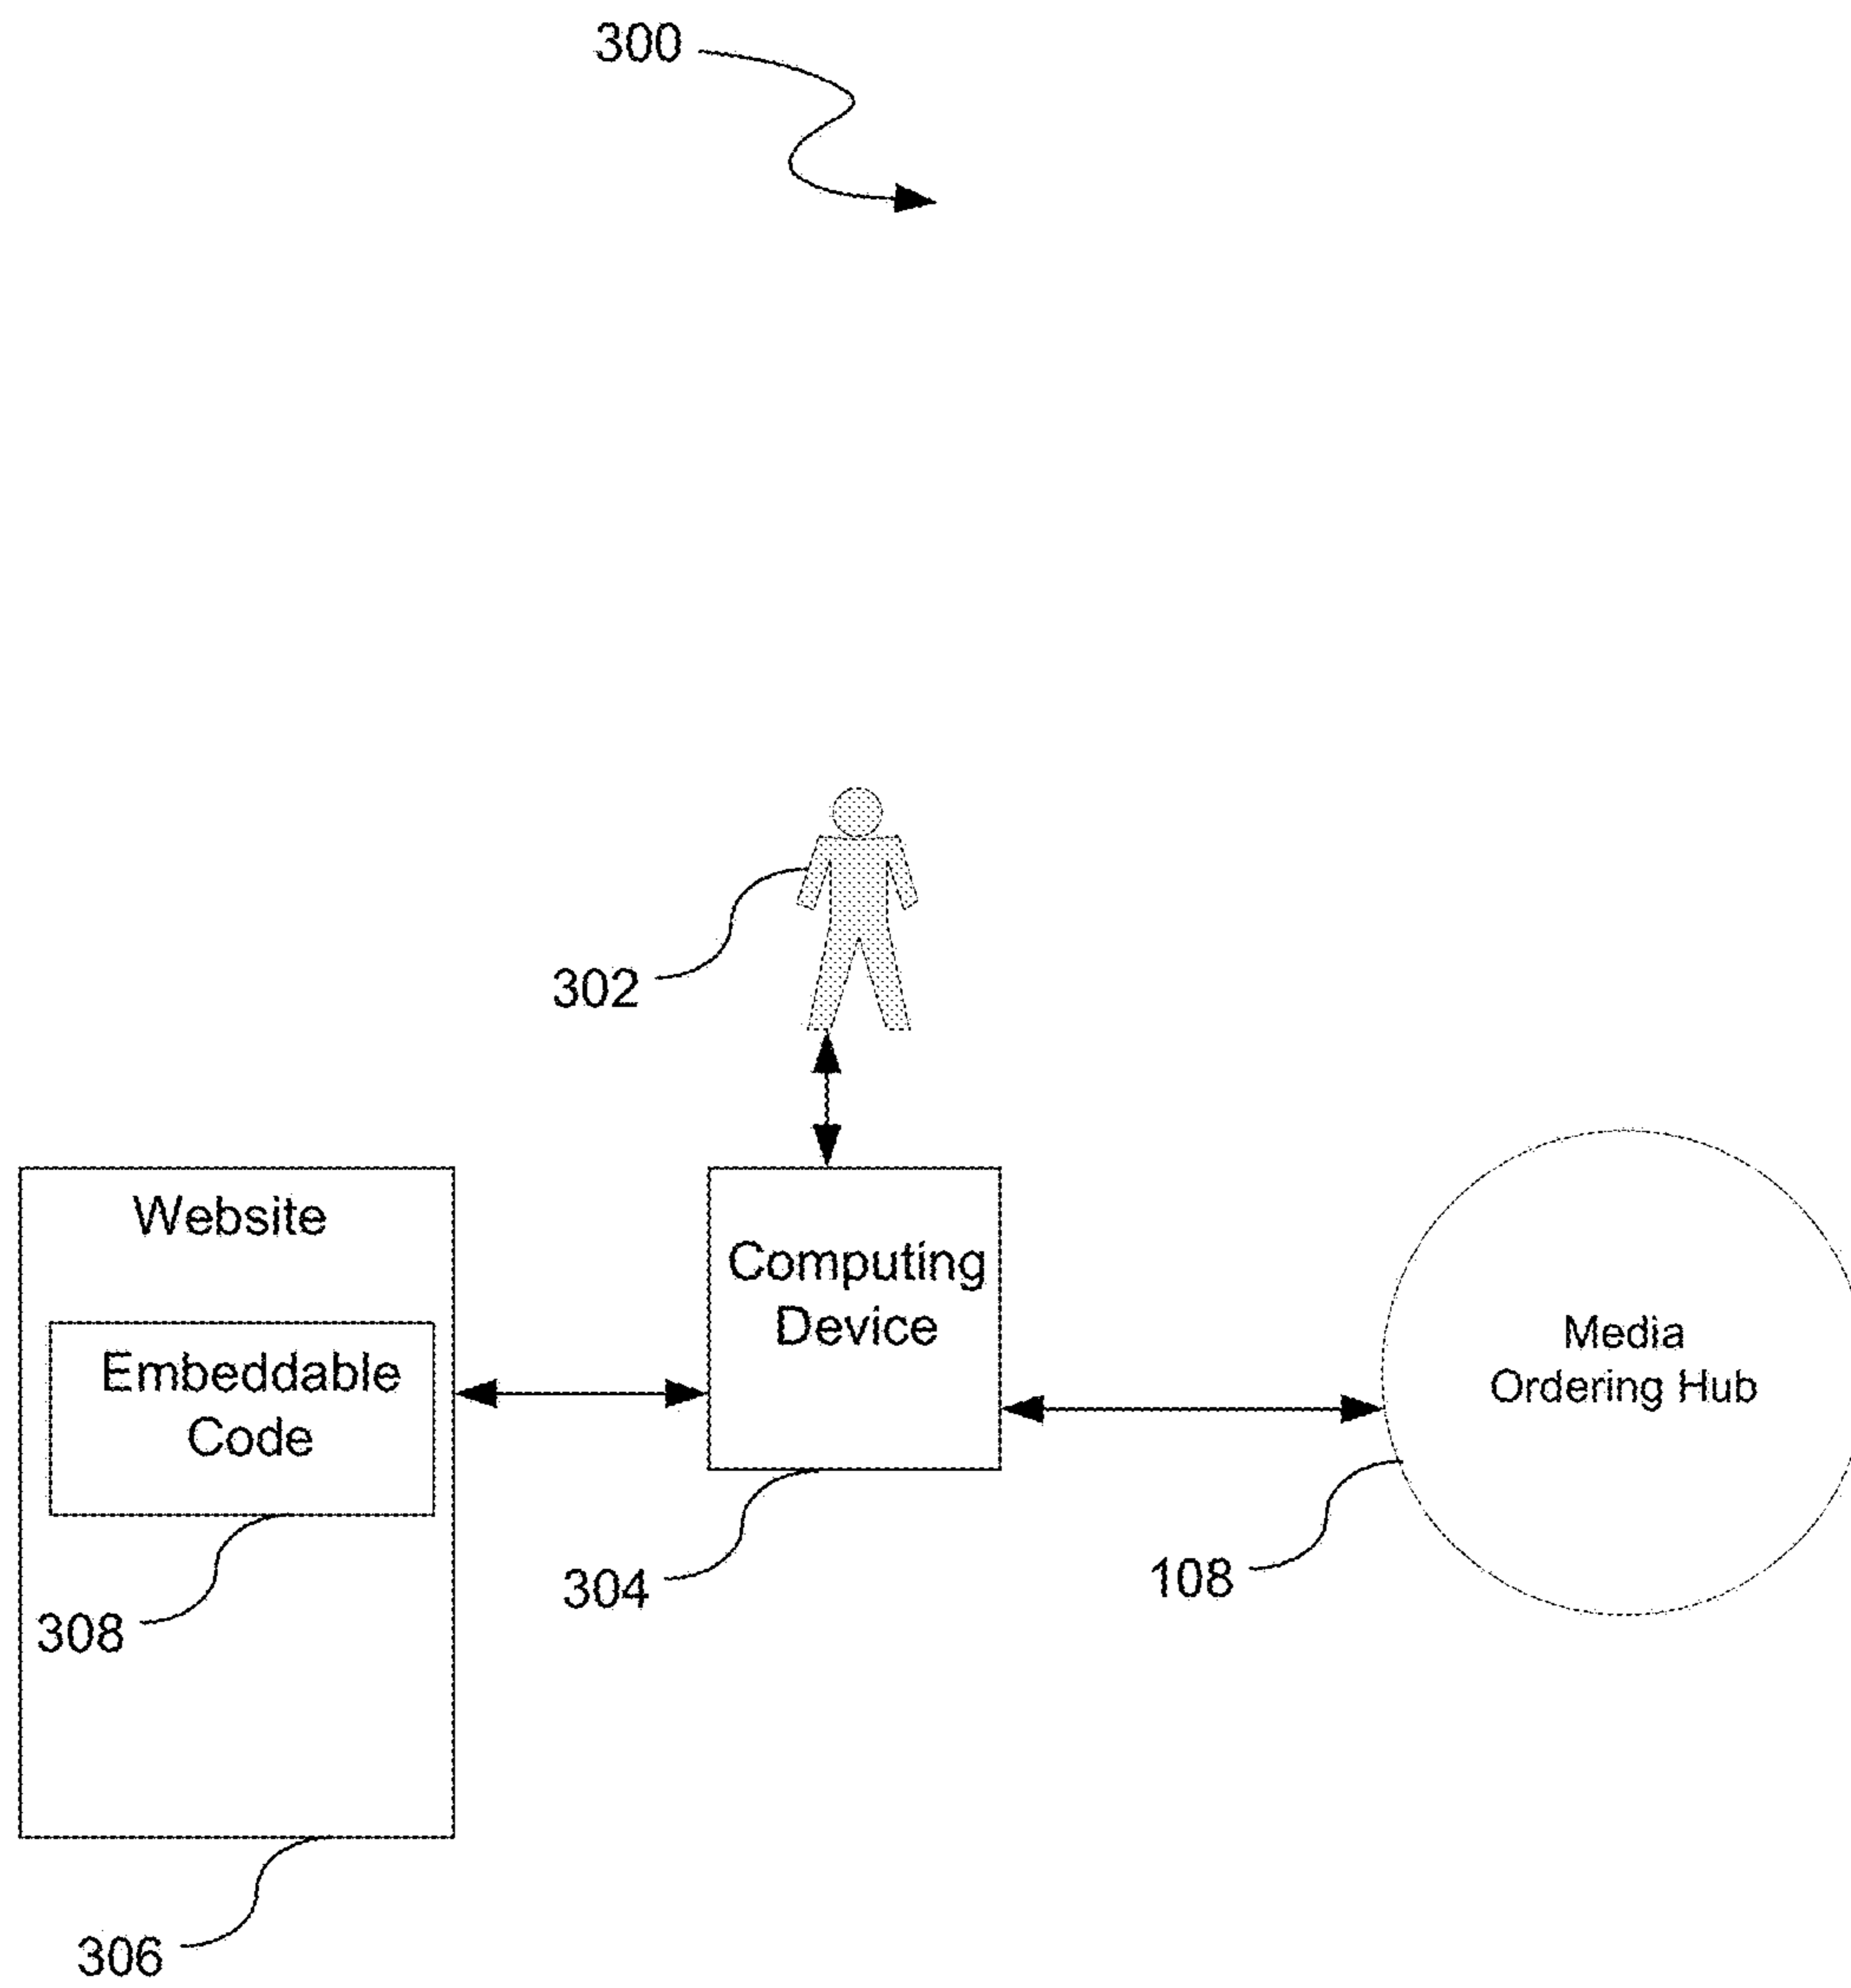 300
302
Website
Computing
Device
Embeddable
Code
Media
Ordering Hub
304
108
308
306